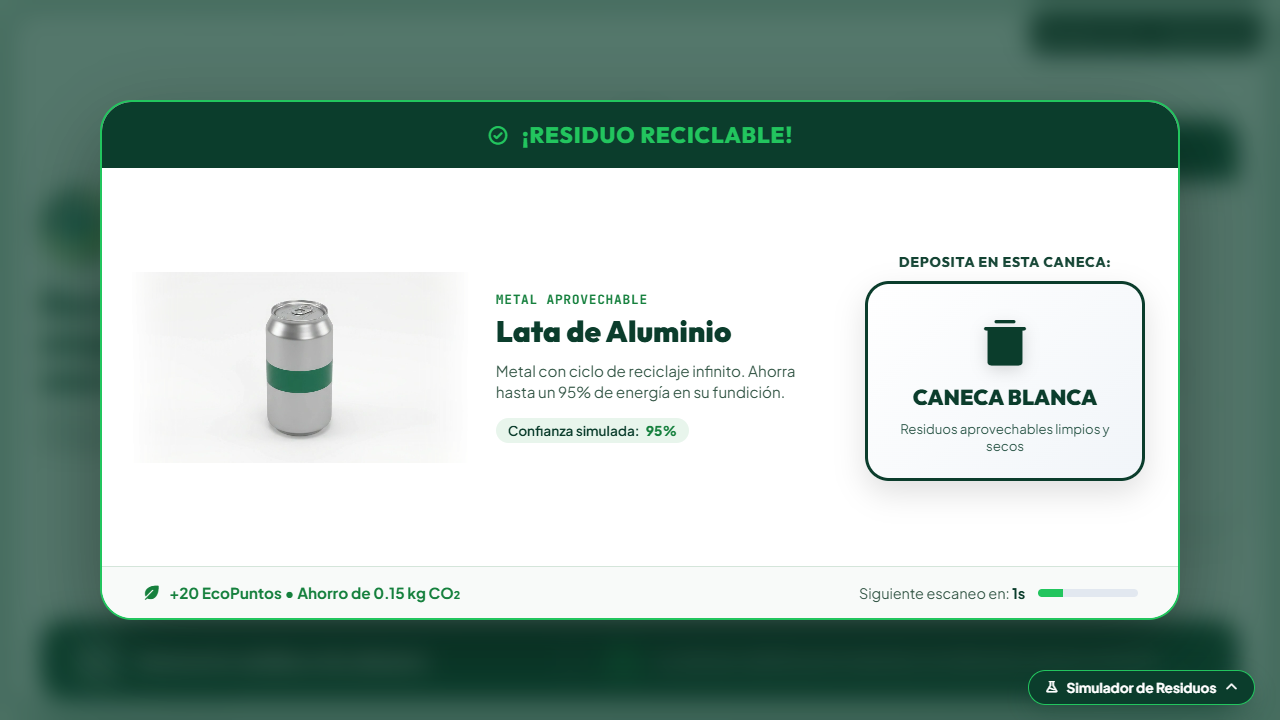 ¡RESIDUO RECICLABLE!
METAL APROVECHABLE
Lata de Aluminio
Metal con ciclo de reciclaje infinito. Ahorra
hasta un 95% de energía en su fundición.
Confianza simulada: 95%
DEPOSITA EN ESTA CANECA:
CANECA BLANCA
Residuos aprovechables limpios y
secos
+20 EcoPuntos • Ahorro de 0.15 kg CO₂
Siguiente escaneo en: 1s
Simulador de Residuos